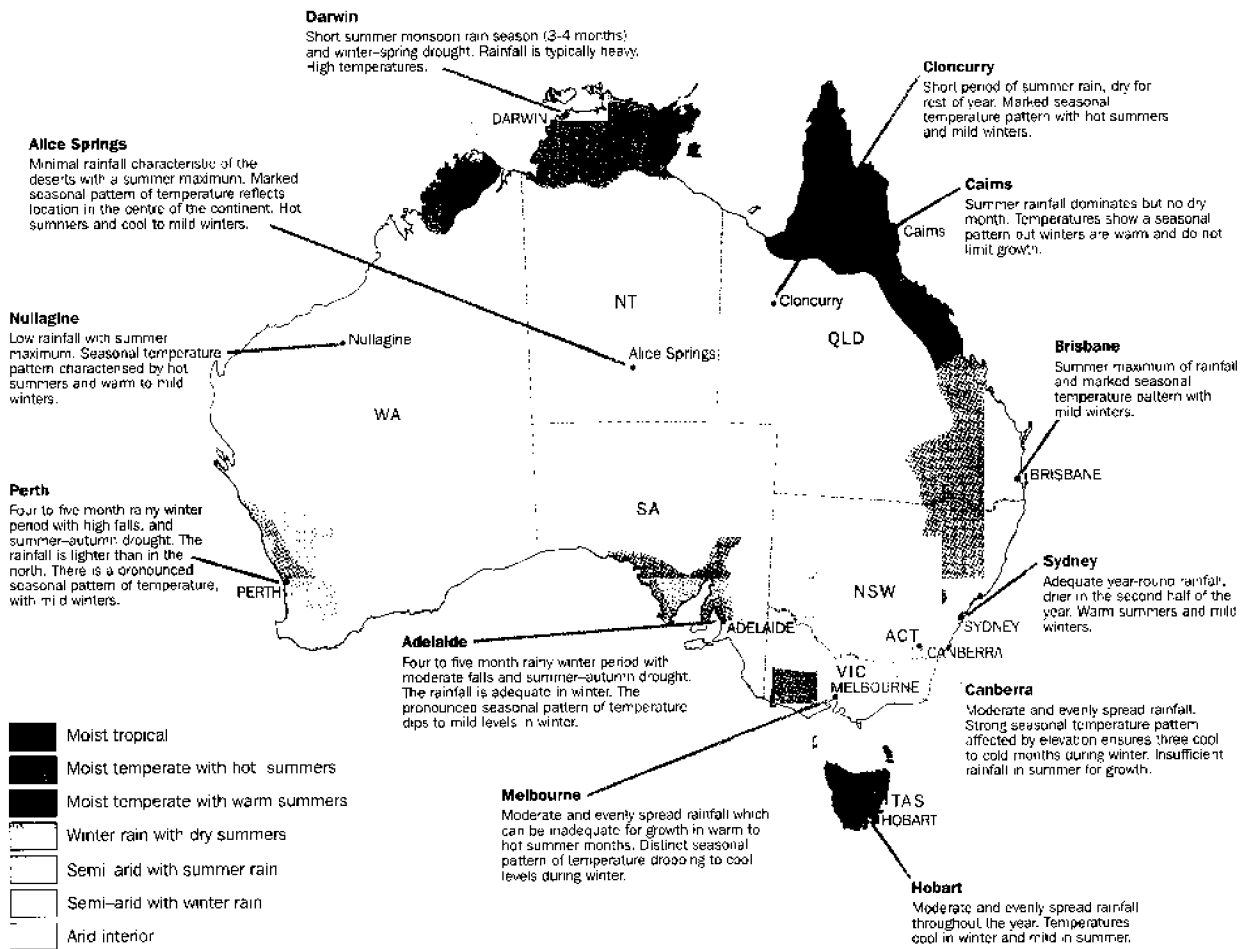 Darwin
Short summer monsoon rain season (3-4 months)
and winter–spring drought. Rainfall is typically heavy.
High temperatures.
Cloncurry
Short period of summer rain, dry for
rest of year. Marked seasonal
temperature pattern with hot summers
and mild winters.
DARWIN
Alice Springs
Minimal rainfall characteristic of the
deserts with a summer maximum. Marked
seasonal pattern of temperature reflects
location in the centre of the continent. Hot
summers and cool to mild winters.
Cairns
Summer rainfall dominates but no dry
month. Temperatures show a seasonal
pattern but winters are warm and do not
limit growth.
Cairns
NT
Cloncurry
QLD
Nullagine
Low rainfall with summer
maximum. Seasonal temperature
pattern characterised by hot
summers and warm to mild
winters.
Nullagine
Alice Springs
Brisbane
Summer maximum of rainfall
and marked seasonal
temperature pattern with
mild winters.
WA
BRISBANE
Perth
Four to five month rainy winter
period with high falls, and
summer–autumn drought. The
rainfall is lighter than in the
north. There is a pronounced
seasonal pattern of temperature,
with mild winters.
SA
PERTH
NSW
Sydney
Adequate year-round rainfall,
drier in the second half of the
year. Warm summers and mild
winters.
SYDNEY
ADELAIDE
ACT
CANBERRA
Adelaide
Four to five month rainy winter period with
moderate falls and summer–autumn drought.
The rainfall is adequate in winter. The
pronounced seasonal pattern of temperature
dips to mild levels in winter.
VIC
MELBOURNE
Canberra
Moderate and evenly spread rainfall.
Strong seasonal temperature pattern
affected by elevation ensures three cool
to cold months during winter. Insufficient
rainfall in summer for growth.
Moist tropical
Moist temperate with hot summers
Moist temperate with warm summers
Winter rain with dry summers
Semi–arid with summer rain
Semi–arid with winter rain
Arid interior
Melbourne
Moderate and evenly spread rainfall which
can be inadequate for growth in warm to
hot summer months. Distinct seasonal
pattern of temperature dropping to cool
levels during winter.
TAS
HOBART
Hobart
Moderate and evenly spread rainfall
throughout the year. Temperatures
cool in winter and mild in summer.